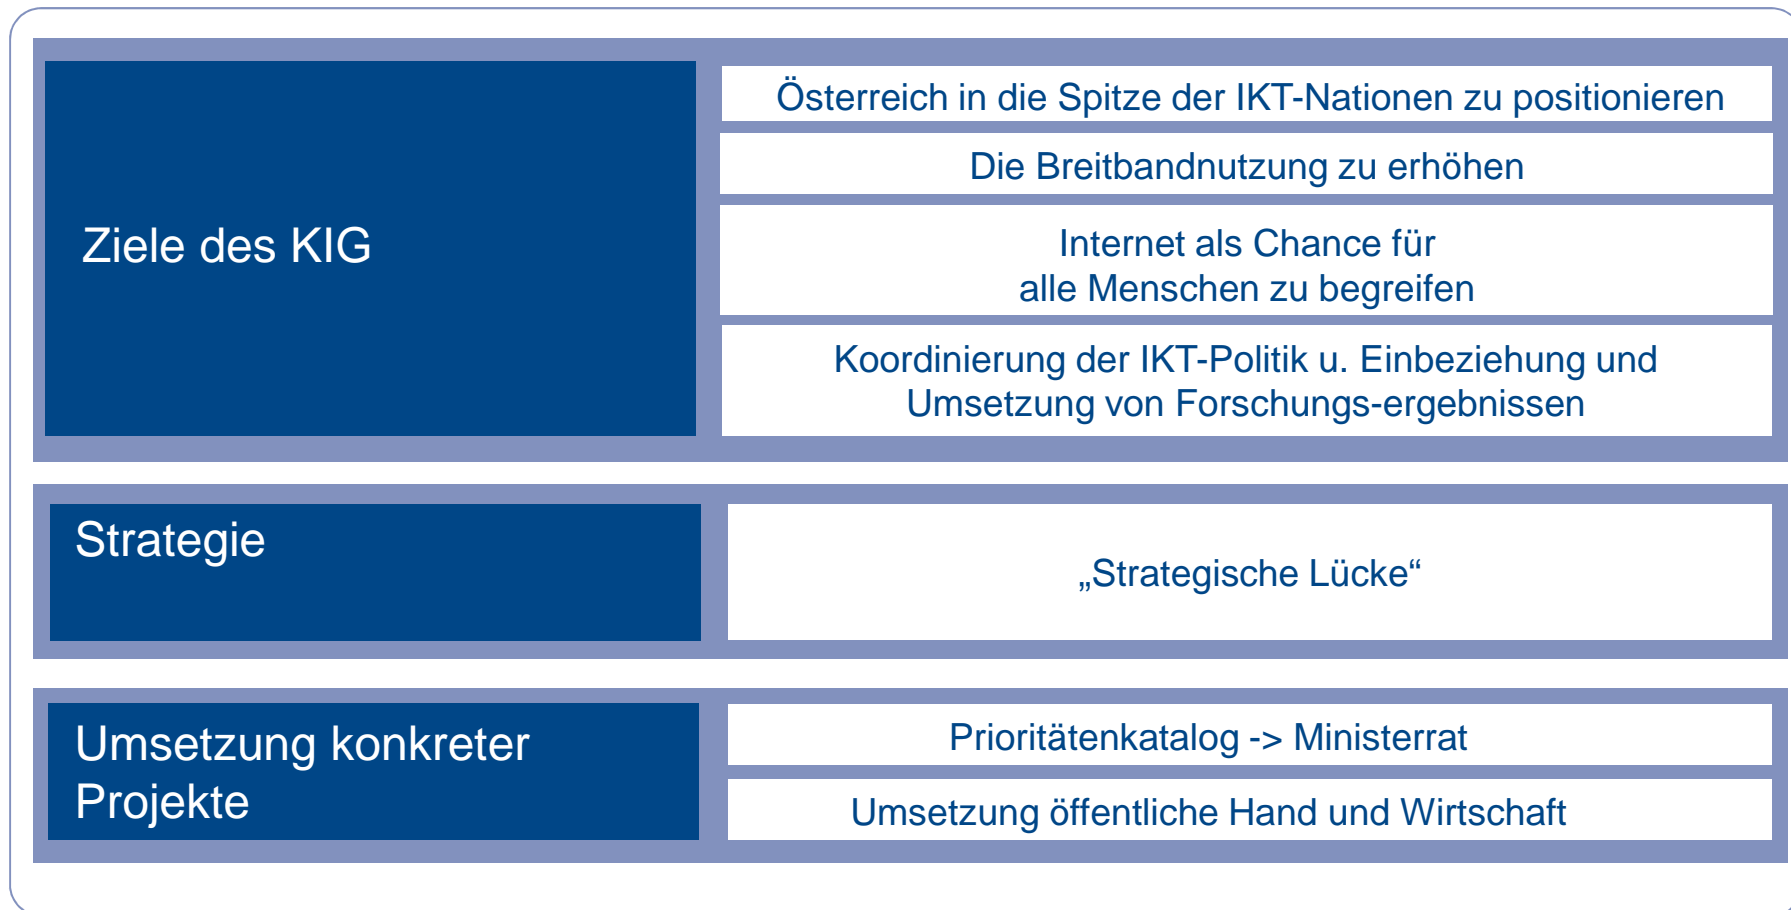 Ziele des KIG
Österreich in die Spitze der IKT-Nationen zu positionieren
Die Breitbandnutzung zu erhöhen
Internet als Chance für
alle Menschen zu begreifen
Koordinierung der IKT-Politik u. Einbeziehung und
Umsetzung von Forschungs-ergebnissen
Strategie
„Strategische Lücke“
Umsetzung konkreter
Projekte
Prioritätenkatalog -> Ministerrat
Umsetzung öffentliche Hand und Wirtschaft